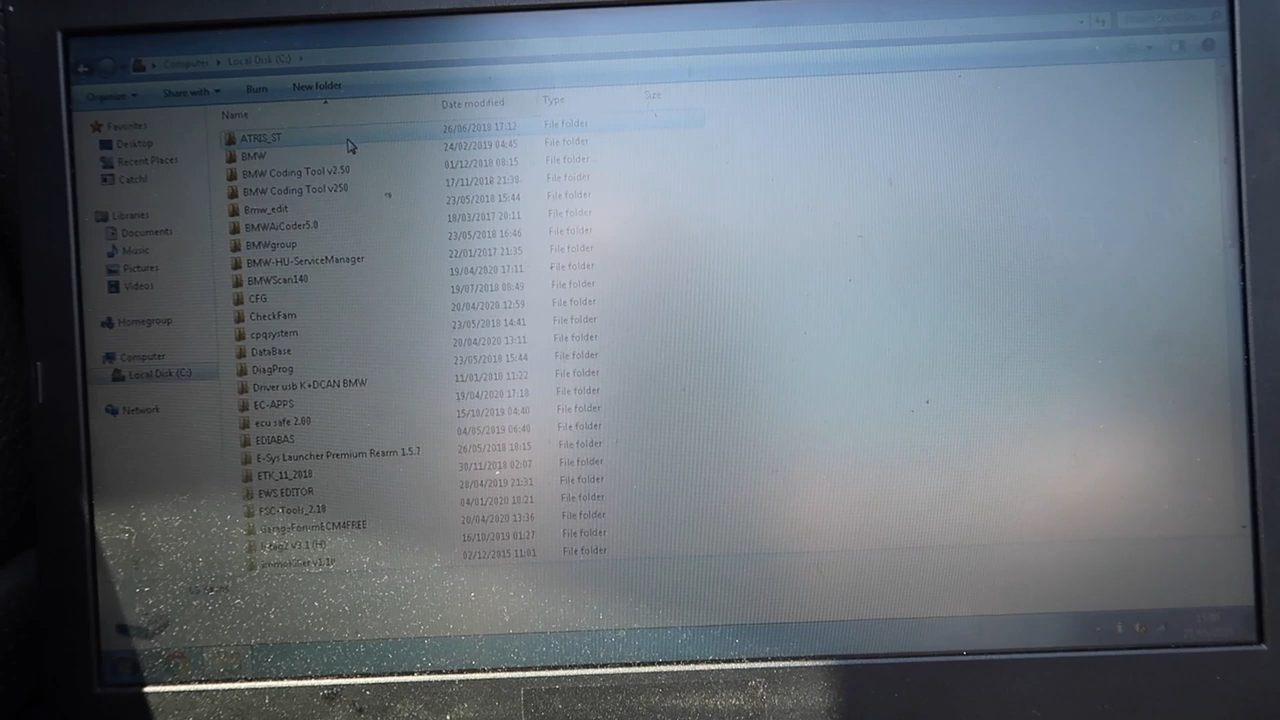 Computer Local Disk (C:)
Organize Share with Burn New folder
Name Date modified Type Size
Favorites
Desktop
Recent Places
Catch!
Libraries
Documents
Music
Pictures
Videos
Homegroup
Computer
Local Disk (C:)
Network
ATRIS_ST 26/06/2018 17:12 File folder
BMW 24/02/2019 04:45 File folder
BMW Coding Tool v2.50 01/12/2018 08:15 File folder
BMW Coding Tool v250 17/11/2018 21:38 File folder
Bmw_edit 23/05/2018 15:44 File folder
BMWAiCoder5.0 18/03/2017 20:11 File folder
BMWgroup 23/05/2018 16:46 File folder
BMW-HU-ServiceManager 22/01/2017 21:35 File folder
BMWScan140 19/04/2020 17:11 File folder
CFG 19/07/2018 08:49 File folder
CheckFam 20/04/2020 12:59 File folder
cpqsystem 23/05/2018 14:41 File folder
DataBase 20/04/2020 13:11 File folder
DiagProg 23/05/2018 15:44 File folder
Driver usb K+DCAN BMW 11/01/2018 11:22 File folder
EC-APPS 19/04/2020 17:18 File folder
ecu safe 2.00 15/10/2019 04:40 File folder
EDIABAS 04/05/2019 06:40 File folder
E-Sys Launcher Premium Rearm 1.5.7 26/05/2018 18:15 File folder
ETK_11_2018 30/11/2018 02:07 File folder
EWS EDITOR 28/04/2019 21:31 File folder
FSC-Tools_2.18 04/01/2020 18:21 File folder
GarageForumECM4FREE 20/04/2020 13:36 File folder
v3.1 (H) 16/10/2019 01:27 File folder
02/12/2015 11:01 File folder